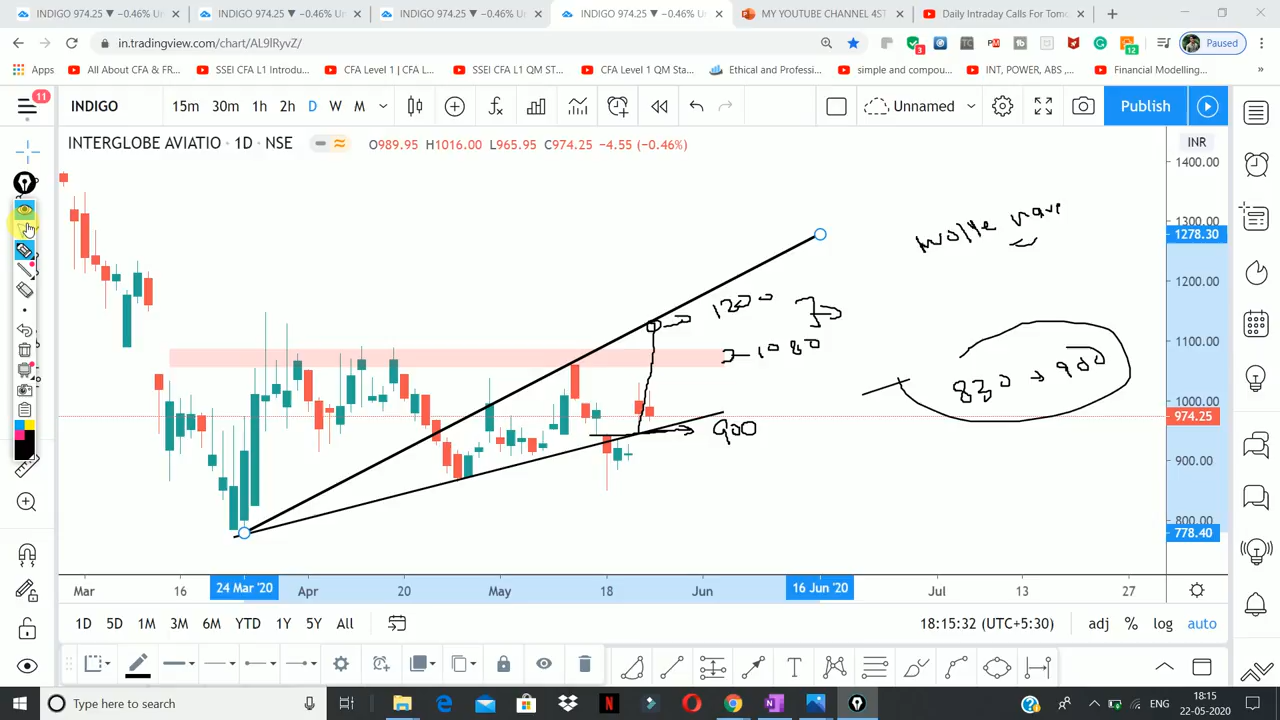 INDIGO 974.25 ▼ −0.46% Un × INDIGO 974.25 ▼ −0.46% Un × INDIGO 974.25 ▼ −0.46% Un × INDIGO 974.25 ▼ −0.46% Un × MY YOUTUBE CHANNEL 4ST × Daily Intraday Calls For Tomo × +
in.tradingview.com/chart/AL9lRyvZ/ 3 12 Paused
Apps All About CFA & FR... SSEI CFA L1 Introdu... CFA Level 1 | CFA L... SSEI CFA L1 QM ST... CFA Level 1 QM Sta... Ethical and Professi... simple and compou... INT, POWER, ABS ,... Financial Modelling... »
11 INDIGO 15m 30m 1h 2h D W M Unnamed Publish
INTERGLOBE AVIATIO · 1D · NSE O989.95 H1016.00 L965.95 C974.25 −4.55 (−0.46%) INR
1400.00
1300.00
1278.30
1200.00
1100.00
1000.00
974.25
900.00
800.00
778.40
wolfe wave
1200
1080
830 → 900
900
Mar 16 24 Mar '20 Apr 20 May 18 Jun 16 Jun '20 Jul 13 27
1D 5D 1M 3M 6M YTD 1Y 5Y All 18:15:32 (UTC+5:30) adj % log auto
Type here to search ENG 18:15
22-05-2020